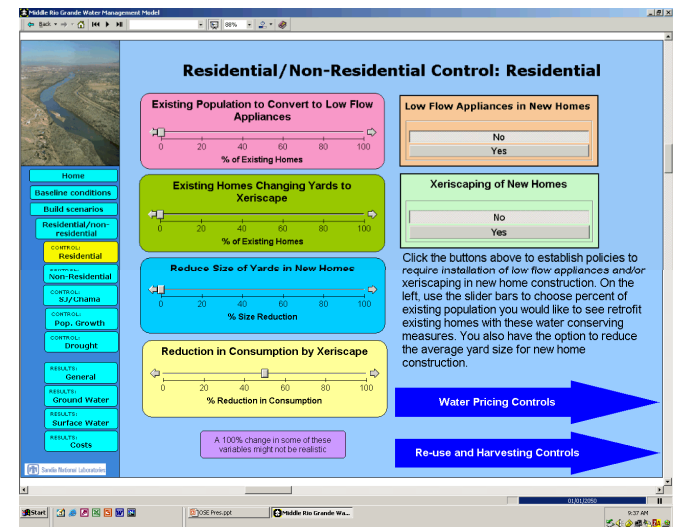 Middle Rio Grande Water Management Model
Back
88%
Residential/Non-Residential Control: Residential
Existing Population to Convert to Low Flow
Appliances
0 20 40 60 80 100
% of Existing Homes
Low Flow Appliances in New Homes
No
Yes
Home
Baseline conditions
Build scenarios
Residential/non-
residential
CONTROL:
Residential
CONTROL:
Non-Residential
CONTROL:
SJ/Chama
CONTROL:
Pop. Growth
CONTROL:
Drought
RESULTS:
General
RESULTS:
Ground Water
RESULTS:
Surface Water
RESULTS:
Costs
Sandia National Laboratories
Existing Homes Changing Yards to
Xeriscape
0 20 40 60 80 100
% of Existing Homes
Xeriscaping of New Homes
No
Yes
Reduce Size of Yards in New Homes
0 20 40 60 80 100
% Size Reduction
Reduction in Consumption by Xeriscape
0 20 40 60 80 100
% Reduction in Consumption
A 100% change in some of these
variables might not be realistic
Click the buttons above to establish policies to
require installation of low flow appliances and/or
xeriscaping in new home construction. On the
left, use the slider bars to choose percent of
existing population you would like to see retrofit
existing homes with these water conserving
measures. You also have the option to reduce
the average yard size for new home
construction.
Water Pricing Controls
Re-use and Harvesting Controls
01/01/2050
Start
OSE Pres.ppt
Middle Rio Grande Wa...
9:37 AM